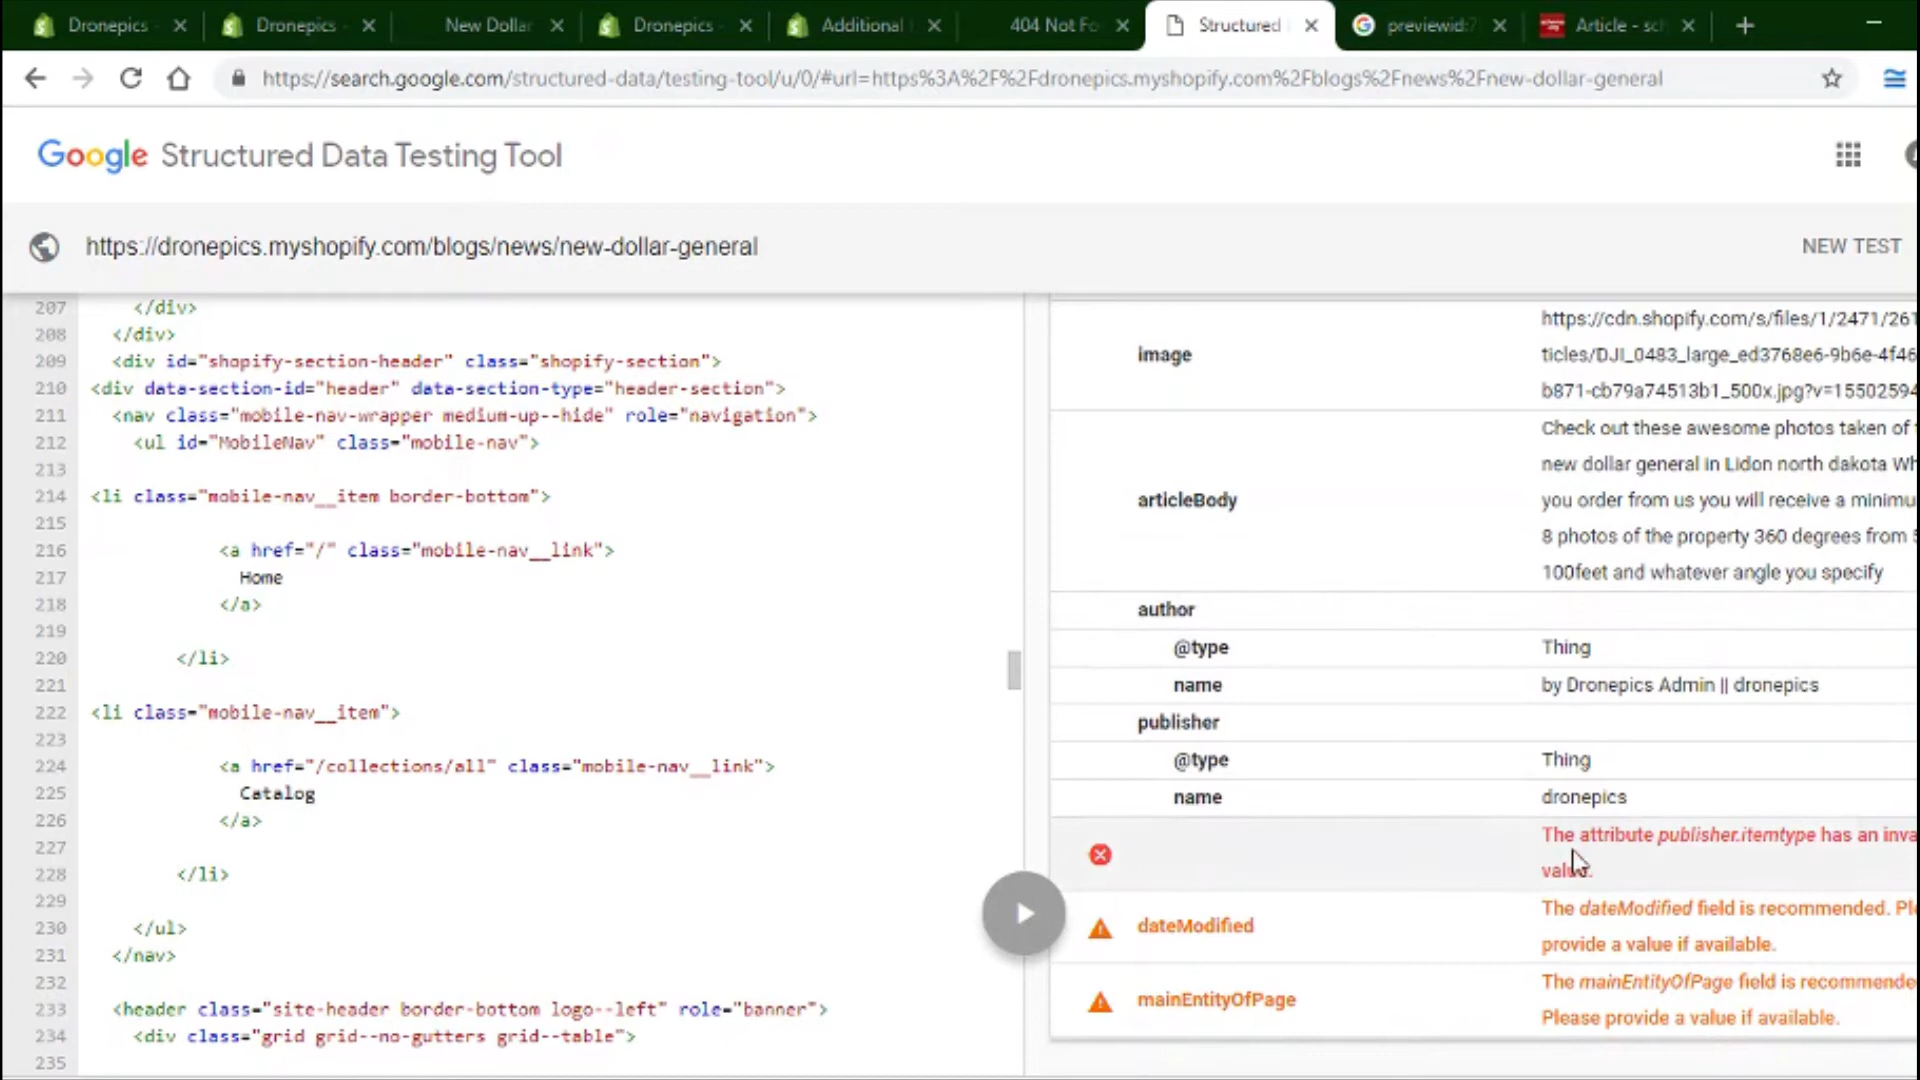 Dronepics
Dronepics -
New Dollar
Dronepics -
Additional
404 Not Fo
Structured
previewid:7
Article - sc
https://search.google.com/structured-data/testing-tool/u/0/#url=https%3A%2F%2Fdronepics.myshopify.com%2Fblogs%2Fnews%2Fnew-dollar-general
Google Structured Data Testing Tool
https://dronepics.myshopify.com/blogs/news/new-dollar-general
NEW TEST
207 </div>
208 </div>
209 <div id="shopify-section-header" class="shopify-section">
210 <div data-section-id="header" data-section-type="header-section">
211 <nav class="mobile-nav-wrapper medium-up--hide" role="navigation">
212 <ul id="MobileNav" class="mobile-nav">
213
214 <li class="mobile-nav__item border-bottom">
215
216 <a href="/" class="mobile-nav__link">
217 Home
218 </a>
219
220 </li>
221
222 <li class="mobile-nav__item">
223
224 <a href="/collections/all" class="mobile-nav__link">
225 Catalog
226 </a>
227
228 </li>
229
230 </ul>
231 </nav>
232
233 <header class="site-header border-bottom logo--left" role="banner">
234 <div class="grid grid--no-gutters grid--table">
235
image
https://cdn.shopify.com/s/files/1/2471/261
ticles/DJI_0483_large_ed3768e6-9b6e-4f46
b871-cb79a74513b1_500x.jpg?v=15502594
articleBody
Check out these awesome photos taken of
new dollar general in Lidon north dakota Wh
you order from us you will receive a minimu
8 photos of the property 360 degrees from 5
100feet and whatever angle you specify
author
@type Thing
name by Dronepics Admin || dronepics
publisher
@type Thing
name dronepics
The attribute publisher.itemtype has an inva
value.
dateModified
The dateModified field is recommended. Ple
provide a value if available.
mainEntityOfPage
The mainEntityOfPage field is recommende
Please provide a value if available.